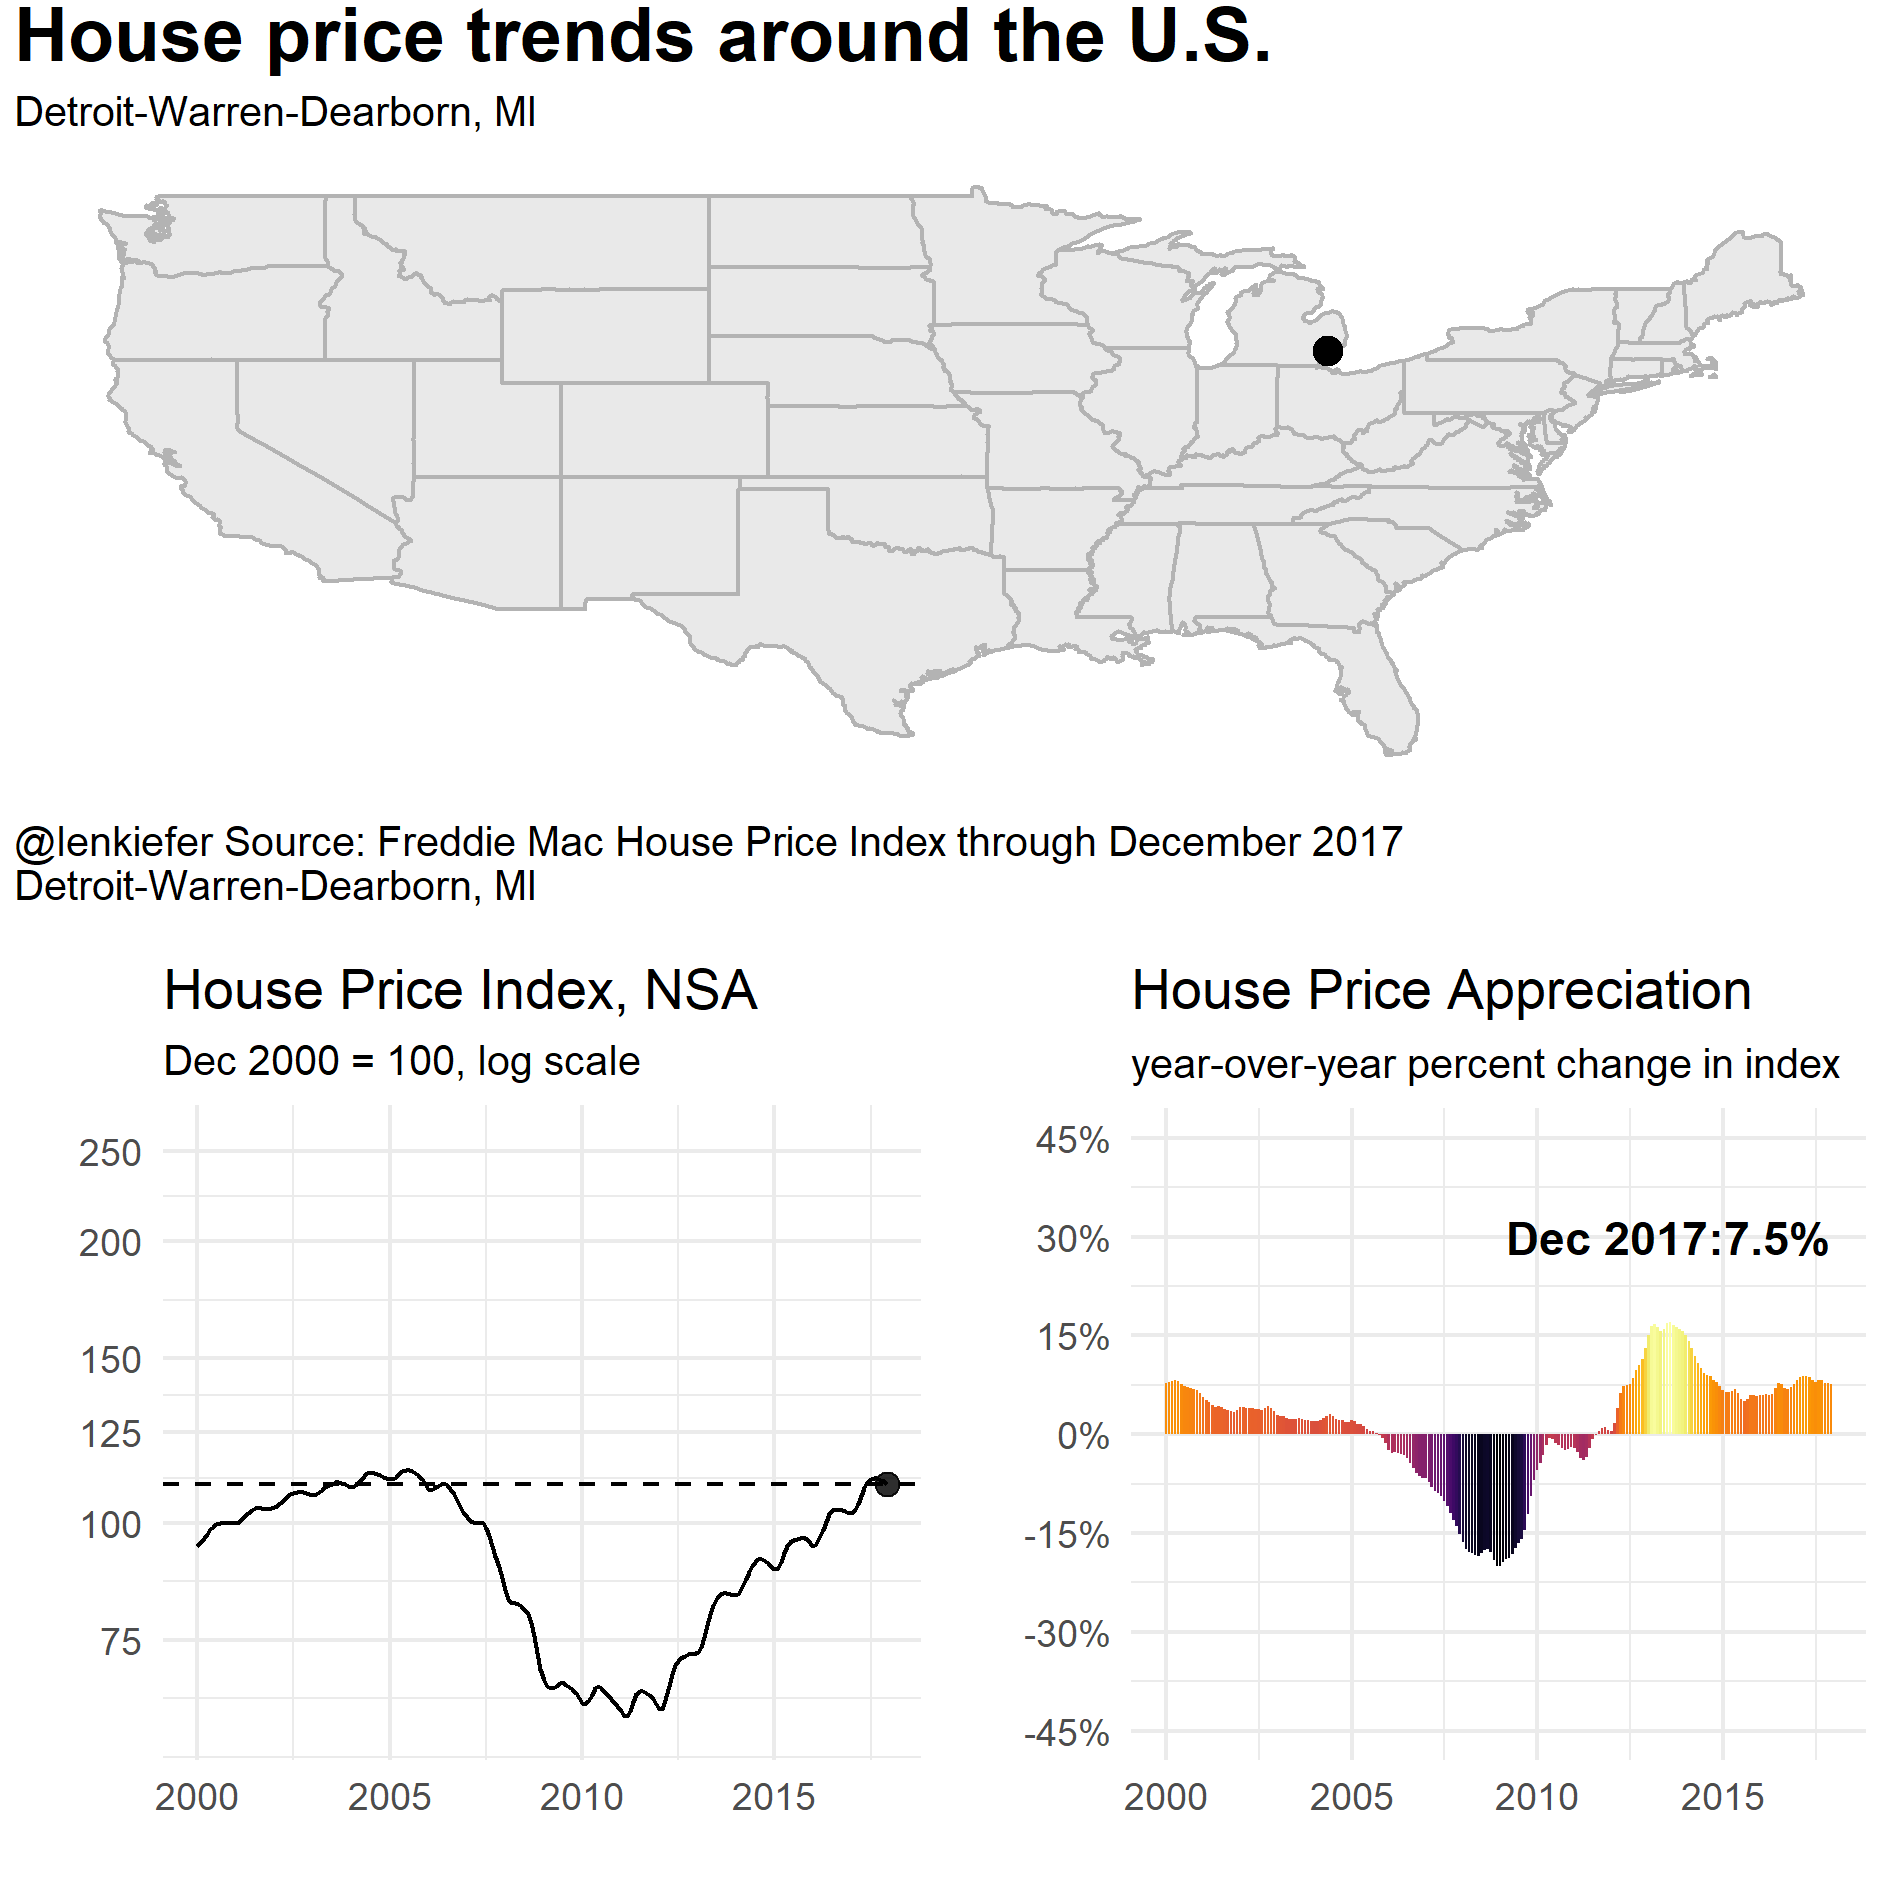 House price trends around the U.S.
Detroit-Warren-Dearborn, MI
@lenkiefer Source: Freddie Mac House Price Index through December 2017
Detroit-Warren-Dearborn, MI
House Price Index, NSA
Dec 2000 = 100, log scale
250
200
150
125
100
75
2000 2005 2010 2015
House Price Appreciation
year-over-year percent change in index
45%
30%
Dec 2017:7.5%
15%
0%
-15%
-30%
-45%
2000 2005 2010 2015